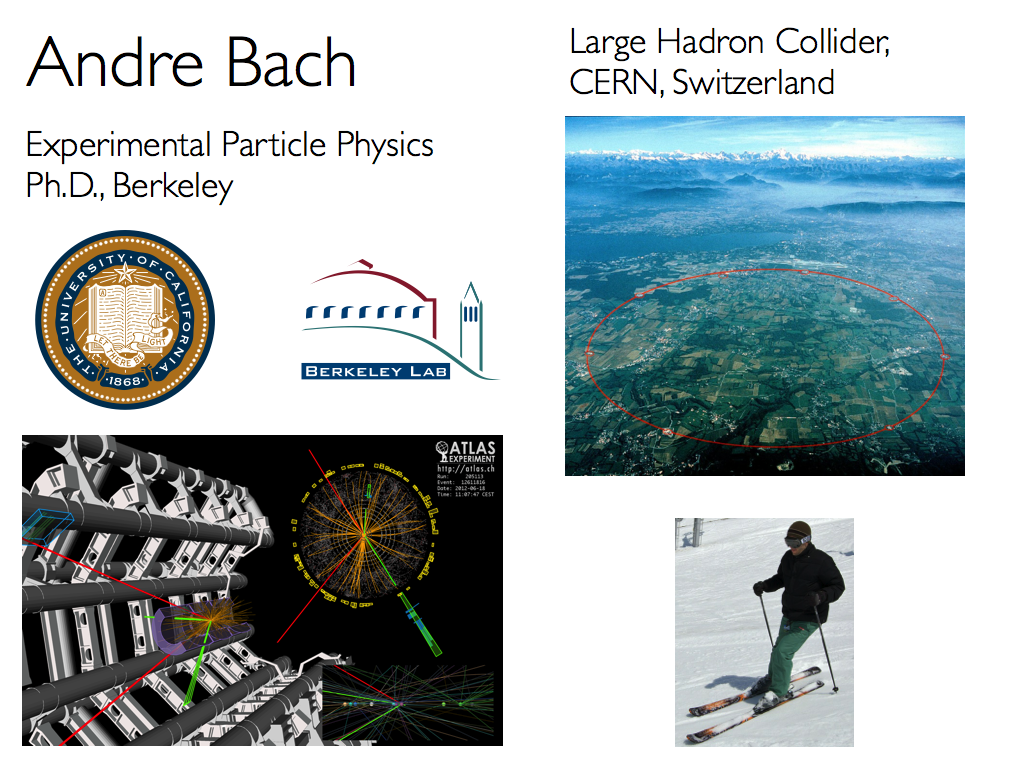 Andre Bach
Experimental Particle Physics
Ph.D., Berkeley
Large Hadron Collider,
CERN, Switzerland
THE·UNIVERSITY·OF·CALIFORNIA
A
LET THERE BE LIGHT
·1868·
BERKELEY LAB
ATLAS
EXPERIMENT
http://atlas.ch
Run: 205113
Event: 12611816
Date: 2012-06-18
Time: 11:07:47 CEST